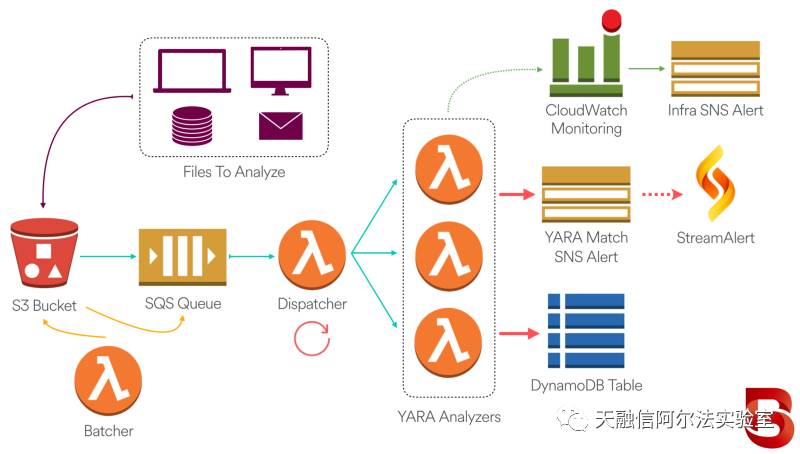 CloudWatch
Monitoring
Infra SNS Alert
Files To Analyze
YARA Match
SNS Alert
StreamAlert
S3 Bucket
SQS Queue
Dispatcher
DynamoDB Table
Batcher
YARA Analyzers
天融信阿尔法实验室